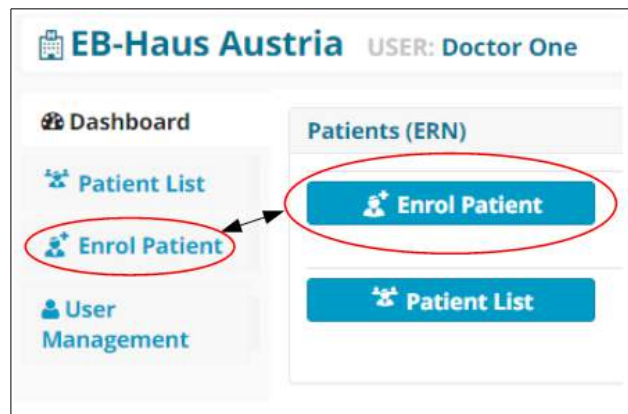 EB-Haus Austria USER: Doctor One
Dashboard
Patient List
Enrol Patient
User
Management
Patients (ERN)
Enrol Patient
Patient List